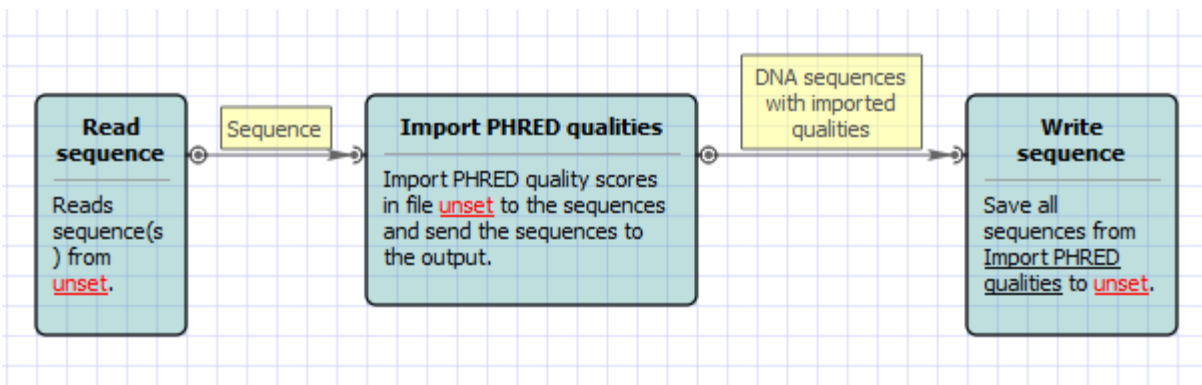 Read
sequence
Reads
sequence(s
) from
unset.
Sequence
Import PHRED qualities
Import PHRED quality scores
in file unset to the sequences
and send the sequences to
the output.
DNA sequences
with imported
qualities
Write
sequence
Save all
sequences from
Import PHRED
qualities to unset.